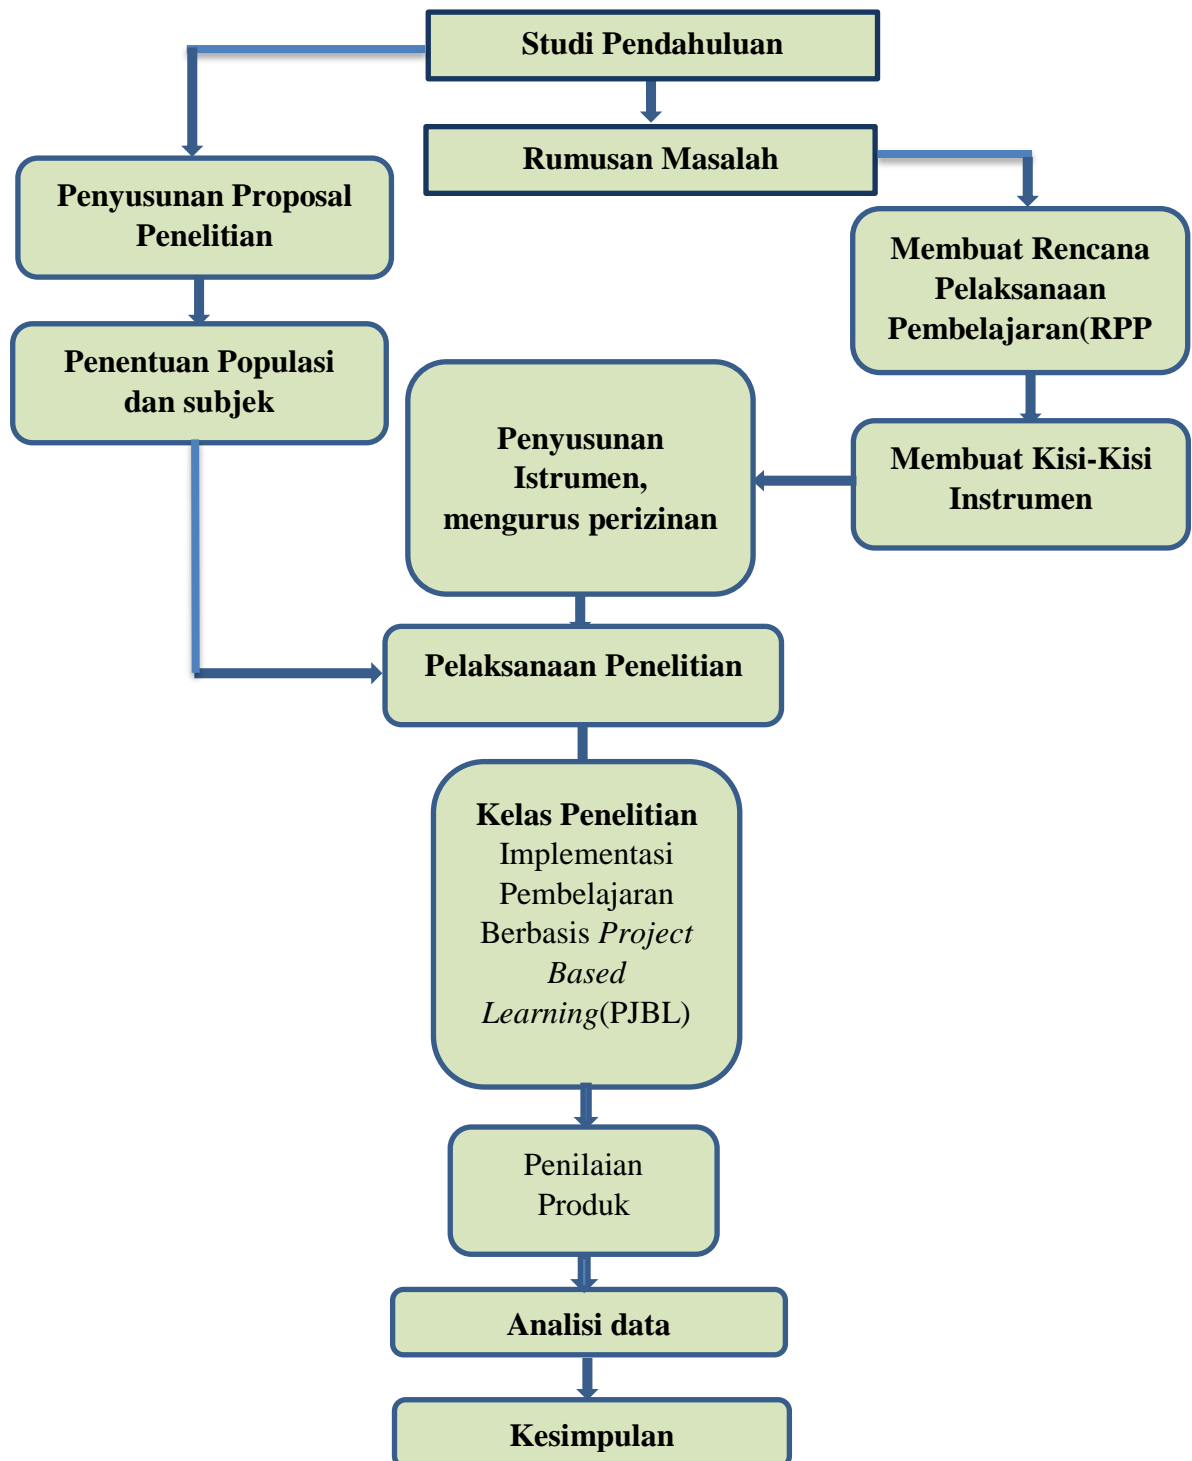 Studi Pendahuluan
Rumusan Masalah
Penyusunan Proposal
Penelitian
Membuat Rencana
Pelaksanaan
Pembelajaran(RPP
Penentuan Populasi
dan subjek
Penyusunan
Istrumen,
mengurus perizinan
Membuat Kisi-Kisi
Instrumen
Pelaksanaan Penelitian
Kelas Penelitian
Implementasi
Pembelajaran
Berbasis Project
Based
Learning(PJBL)
Penilaian
Produk
Analisi data
Kesimpulan